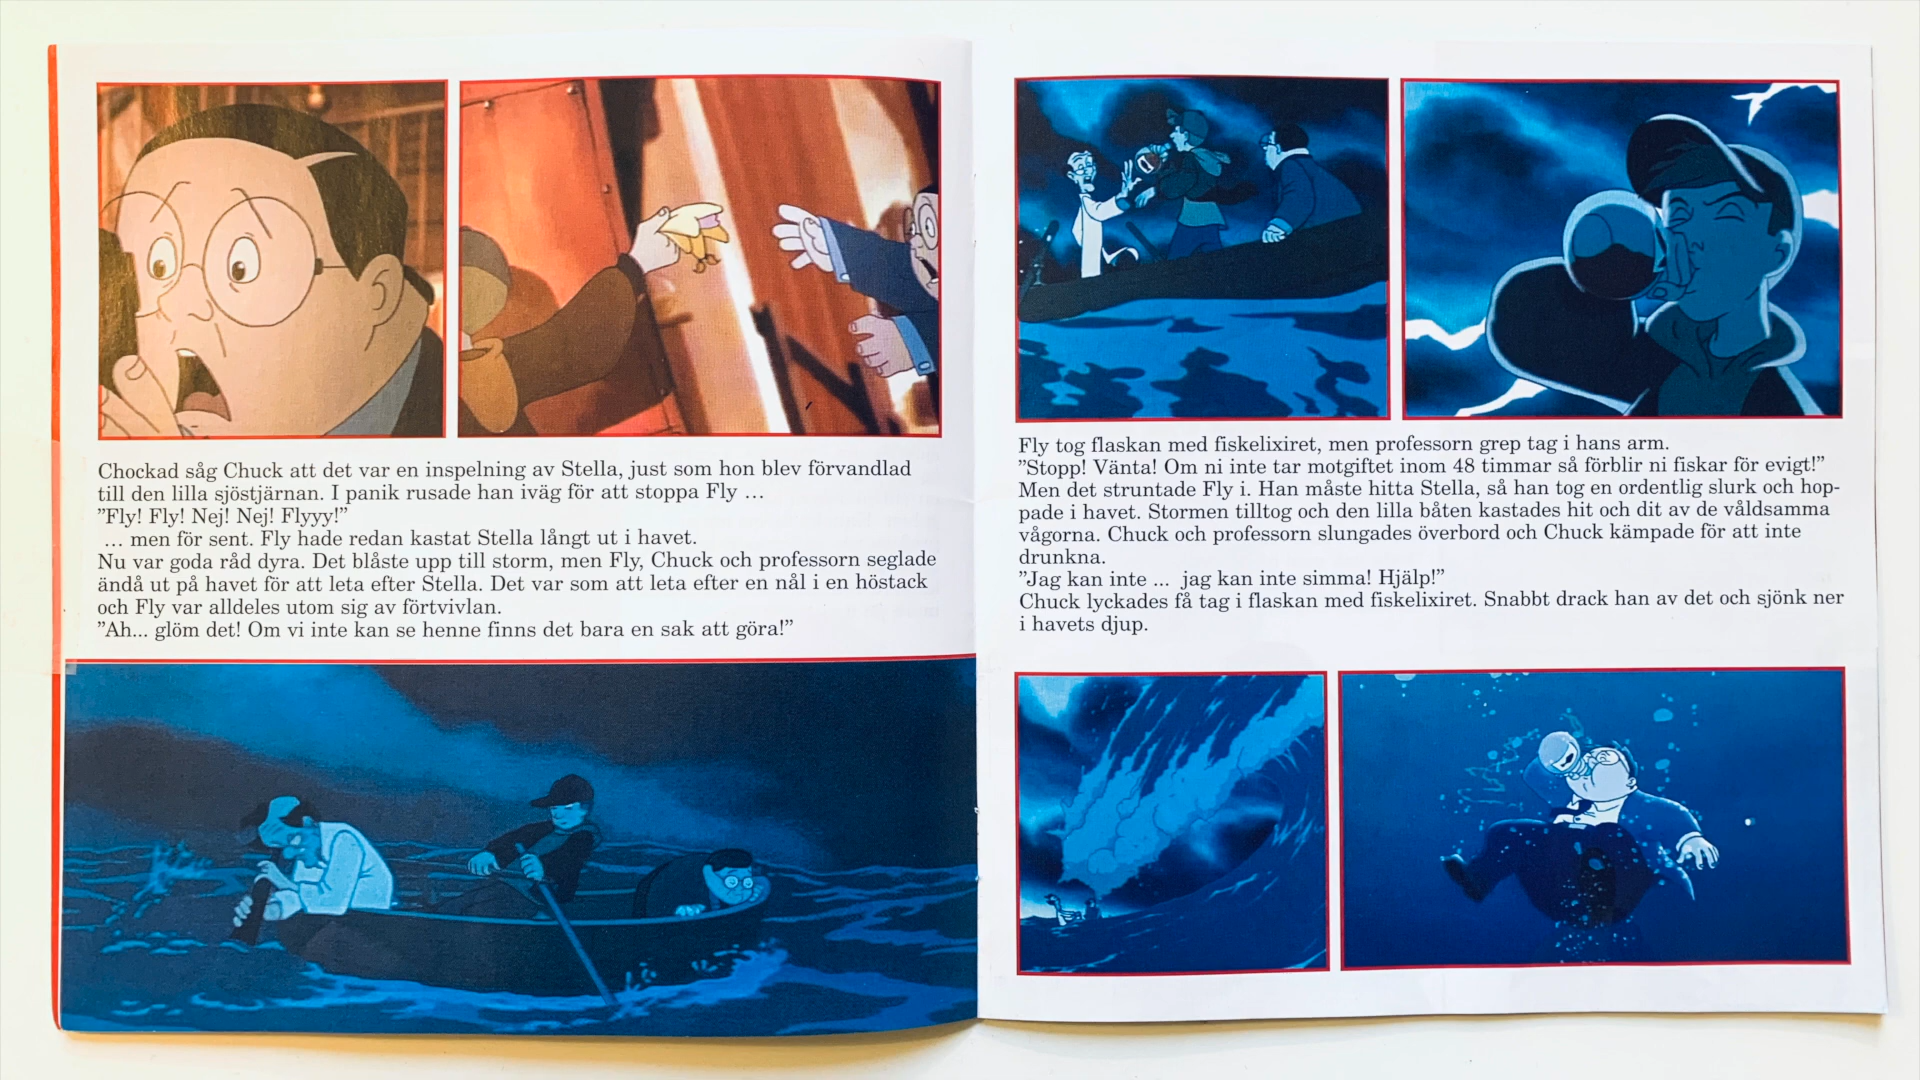 Chockad såg Chuck att det var en inspelning av Stella, just som hon blev förvandlad
till den lilla sjöstjärnan. I panik rusade han iväg för att stoppa Fly …
”Fly! Fly! Nej! Nej! Flyyy!”
… men för sent. Fly hade redan kastat Stella långt ut i havet.
Nu var goda råd dyra. Det blåste upp till storm, men Fly, Chuck och professorn seglade
ändå ut på havet för att leta efter Stella. Det var som att leta efter en nål i en höstack
och Fly var alldeles utom sig av förtvivlan.
”Ah... glöm det! Om vi inte kan se henne finns det bara en sak att göra!”
Fly tog flaskan med fiskelixiret, men professorn grep tag i hans arm.
”Stopp! Vänta! Om ni inte tar motgiftet inom 48 timmar så förblir ni fiskar för evigt!”
Men det struntade Fly i. Han måste hitta Stella, så han tog en ordentlig slurk och hop-
pade i havet. Stormen tilltog och den lilla båten kastades hit och dit av de våldsamma
vågorna. Chuck och professorn slungades överbord och Chuck kämpade för att inte
drunkna.
”Jag kan inte ... jag kan inte simma! Hjälp!”
Chuck lyckades få tag i flaskan med fiskelixiret. Snabbt drack han av det och sjönk ner
i havets djup.